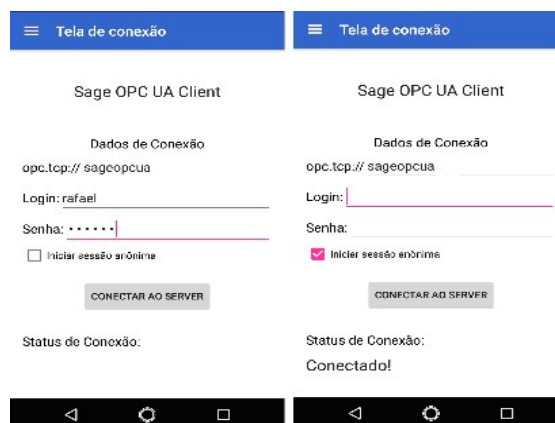 Tela de conexão
Sage OPC UA Client
Dados de Conexão
opc.tcp:// sageopcua
Login: rafael
Senha: ••••••
Iniciar sessão anônima
CONECTAR AO SERVER
Status de Conexão:
Tela de conexão
Sage OPC UA Client
Dados de Conexão
opc.tcp:// sageopcua
Login:
Senha:
Iniciar sessão anônima
CONECTAR AO SERVER
Status de Conexão:
Conectado!